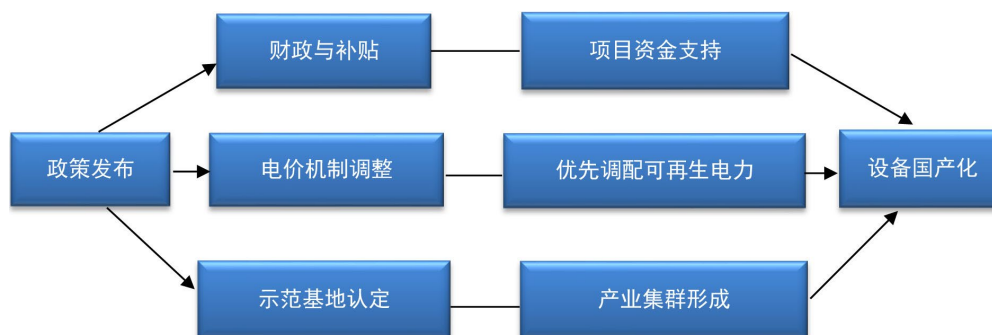 财政与补贴
项目资金支持
政策发布
电价机制调整
优先调配可再生电力
设备国产化
示范基地认定
产业集群形成